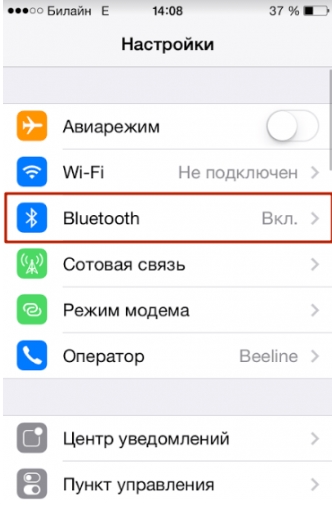 Билайн E 14:08 37 %
Настройки
Авиарежим
Wi-Fi Не подключен
Bluetooth Вкл.
Сотовая связь
Режим модема
Оператор Beeline
Центр уведомлений
Пункт управления